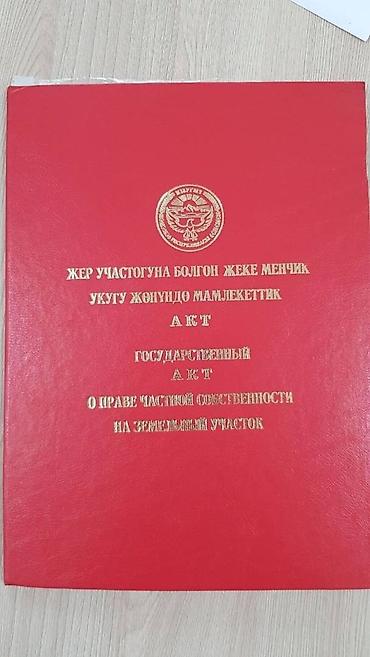 ЖЕР УЧАСТОГУНА БОЛГОН ЖЕКЕ МЕНЧИК
УКУГУ ЖӨНҮНДӨ МАМЛЕКЕТТИК
АКТ
ГОСУДАРСТВЕННЫЙ
АКТ
О ПРАВЕ ЧАСТНОЙ СОБСТВЕННОСТИ
НА ЗЕМЕЛЬНЫЙ УЧАСТОК